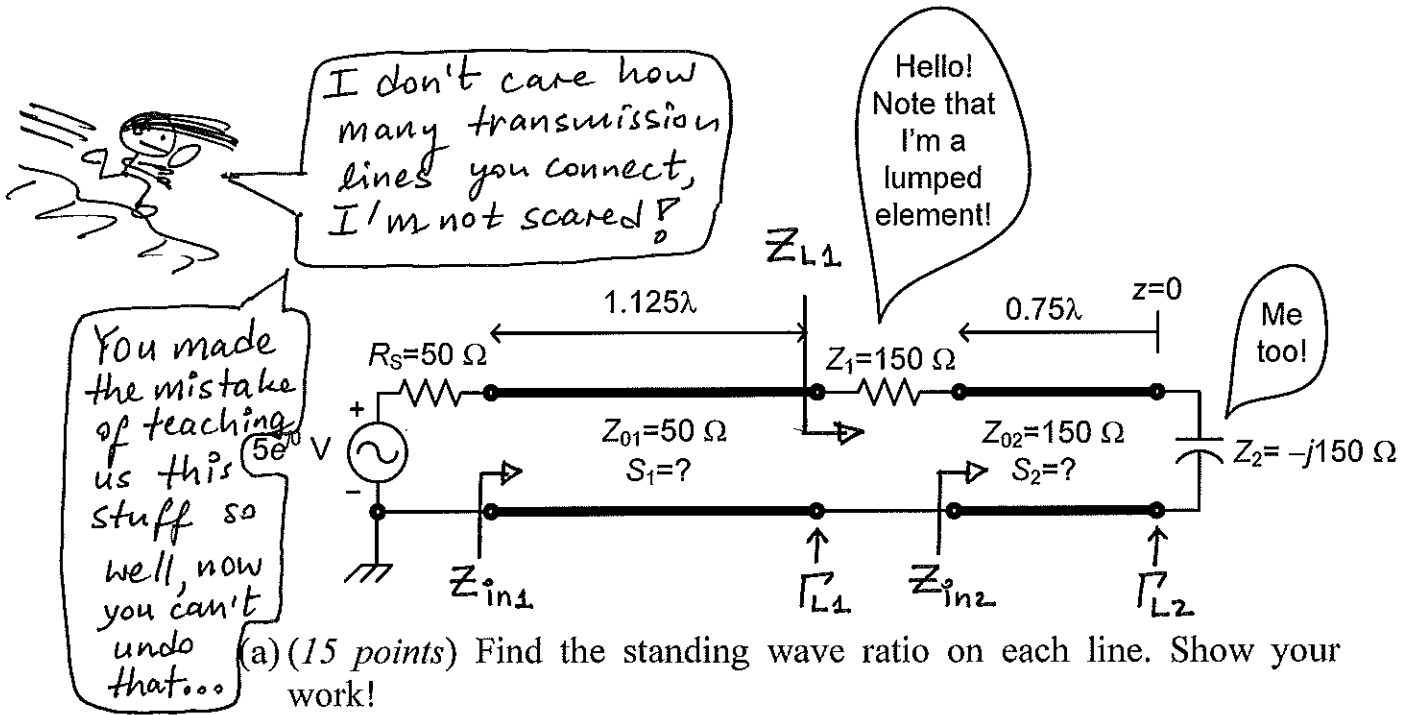 I don't care how
many transmission
lines you connect,
I'm not scared!
Hello!
Note that
I'm a
lumped
element!
Z_L1
You made
the mistake
of teaching
us this
stuff so
well, now
you can't
undo
that...
1.125λ
0.75λ
z=0
Me
too!
R_S=50 Ω
Z_1=150 Ω
+
5e^j0 V
−
Z_01=50 Ω
S_1=?
Z_02=150 Ω
S_2=?
Z_2= −j150 Ω
Z_in1
Γ_L1
Z_in2
Γ_L2
(a) (15 points) Find the standing wave ratio on each line. Show your
work!